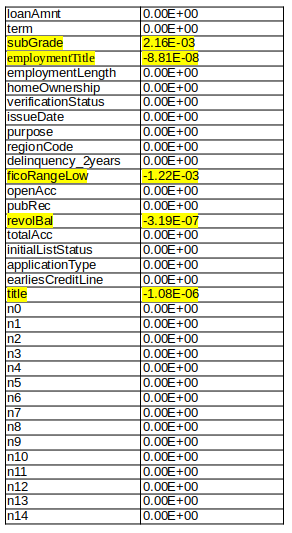 loanAmnt 0.00E+00
term 0.00E+00
subGrade 2.16E-03
employmentTitle -8.81E-08
employmentLength 0.00E+00
homeOwnership 0.00E+00
verificationStatus 0.00E+00
issueDate 0.00E+00
purpose 0.00E+00
regionCode 0.00E+00
delinquency_2years 0.00E+00
ficoRangeLow -1.22E-03
openAcc 0.00E+00
pubRec 0.00E+00
revolBal -3.19E-07
totalAcc 0.00E+00
initialListStatus 0.00E+00
applicationType 0.00E+00
earliesCreditLine 0.00E+00
title -1.08E-06
n0 0.00E+00
n1 0.00E+00
n2 0.00E+00
n3 0.00E+00
n4 0.00E+00
n5 0.00E+00
n6 0.00E+00
n7 0.00E+00
n8 0.00E+00
n9 0.00E+00
n10 0.00E+00
n11 0.00E+00
n12 0.00E+00
n13 0.00E+00
n14 0.00E+00